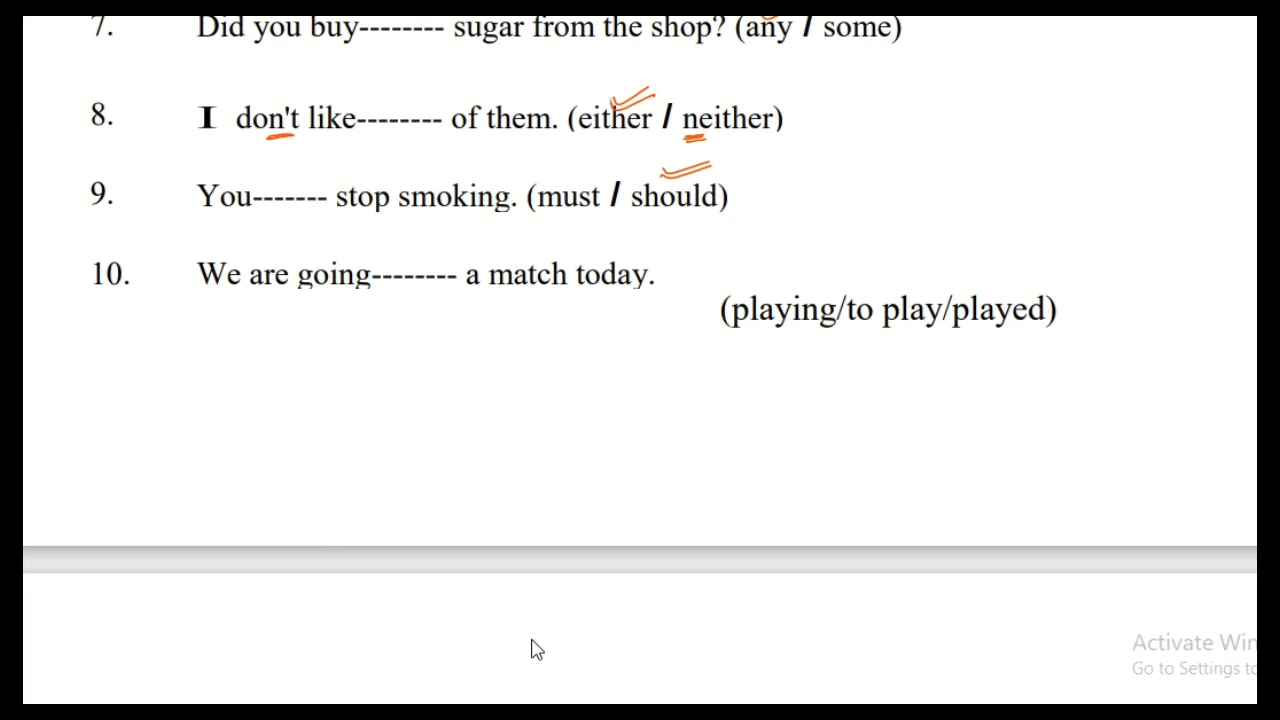 7. Did you buy-------- sugar from the shop? (any / some)
8. I don't like-------- of them. (either / neither)
9. You------- stop smoking. (must / should)
10. We are going-------- a match today.
(playing/to play/played)
Activate Win
Go to Settings to